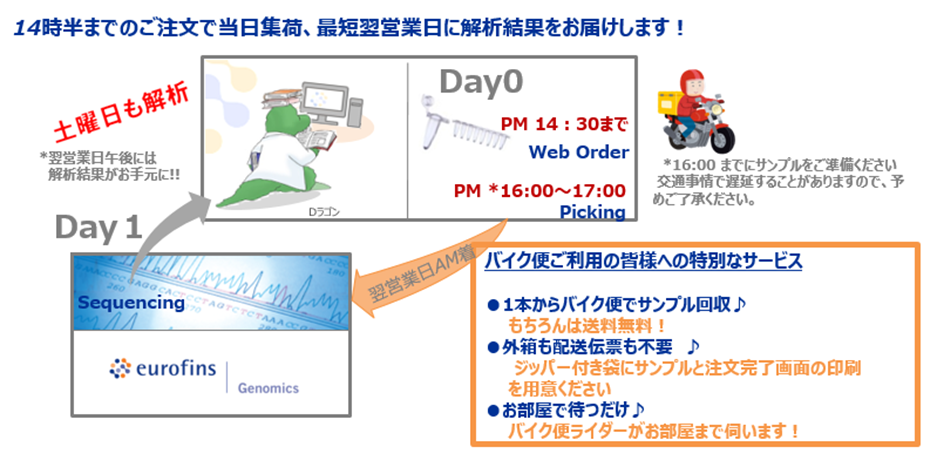 14時半までのご注文で当日集荷、最短翌営業日に解析結果をお届けします！
土曜日も解析
*翌営業日午後には
解析結果がお手元に!!
Day0
PM 14：30まで
Web Order
PM *16:00～17:00
Picking
Dラゴン
*16:00 までにサンプルをご準備ください
交通事情で遅延することがありますので、予
めご了承ください。
Day 1
翌営業日AM着
Sequencing
eurofins
Genomics
バイク便ご利用の皆様への特別なサービス
●1本からバイク便でサンプル回収♪
もちろんは送料無料！
●外箱も配送伝票も不要　♪
ジッパー付き袋にサンプルと注文完了画面の印刷
を用意ください
●お部屋で待つだけ♪
バイク便ライダーがお部屋まで伺います！